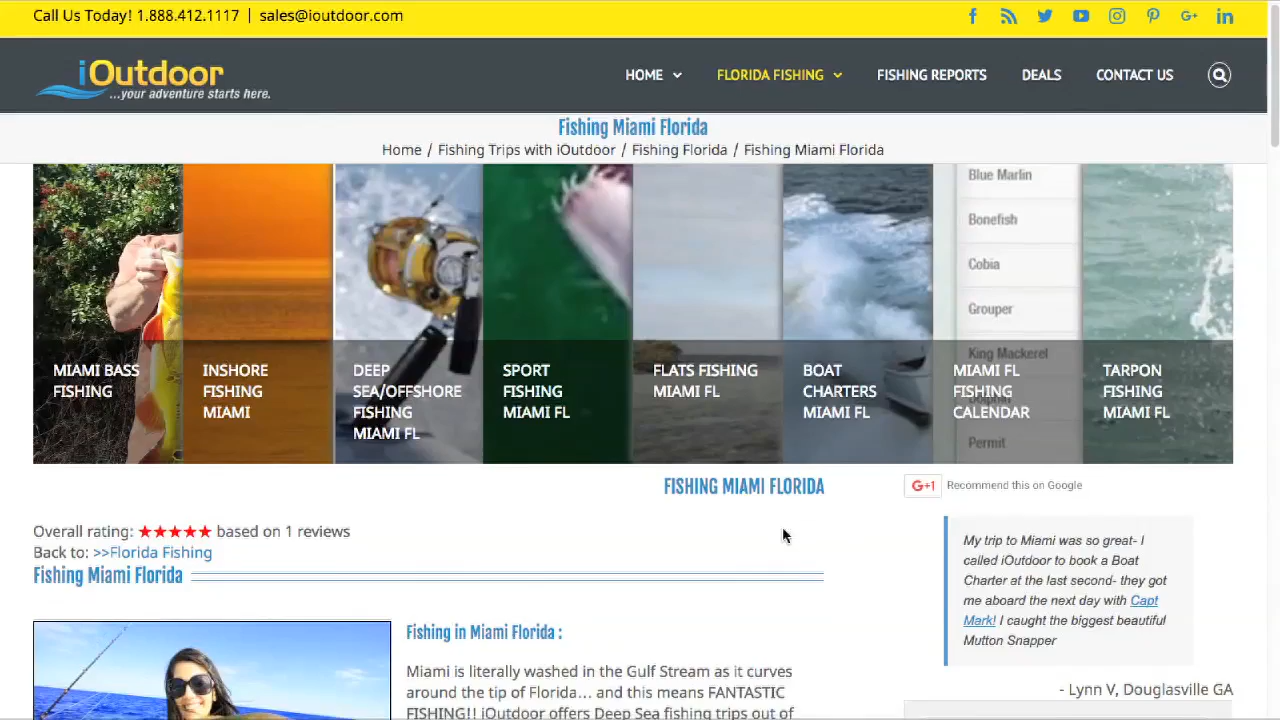 Call Us Today! 1.888.412.1117 | sales@ioutdoor.com
iOutdoor
...your adventure starts here.
HOME
FLORIDA FISHING
FISHING REPORTS
DEALS
CONTACT US
Fishing Miami Florida
Home / Fishing Trips with iOutdoor / Fishing Florida / Fishing Miami Florida
MIAMI BASS
FISHING
INSHORE
FISHING
MIAMI
DEEP
SEA/OFFSHORE
FISHING
MIAMI FL
SPORT
FISHING
MIAMI FL
FLATS FISHING
MIAMI FL
BOAT
CHARTERS
MIAMI FL
Blue Marlin
Bonefish
Cobia
Grouper
King Mackerel
Permit
MIAMI FL
FISHING
CALENDAR
TARPON
FISHING
MIAMI FL
FISHING MIAMI FLORIDA
G+1 Recommend this on Google
Overall rating: ★★★★★ based on 1 reviews
Back to: >>Florida Fishing
Fishing Miami Florida
Fishing in Miami Florida :
Miami is literally washed in the Gulf Stream as it curves
around the tip of Florida... and this means FANTASTIC
FISHING!! iOutdoor offers Deep Sea fishing trips out of
My trip to Miami was so great- I
called iOutdoor to book a Boat
Charter at the last second- they got
me aboard the next day with Capt
Mark! I caught the biggest beautiful
Mutton Snapper
- Lynn V, Douglasville GA